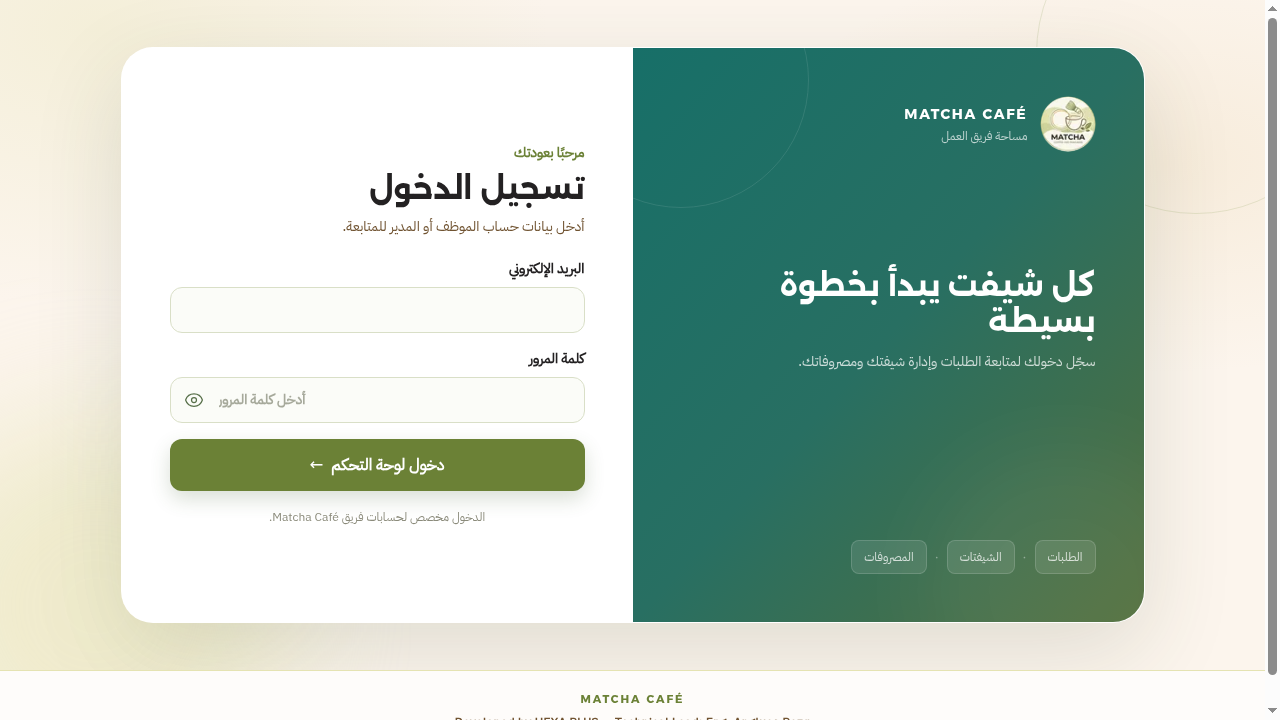 MATCHA CAFÉ
مساحة فريق العمل
MATCHA
كل شيفت يبدأ بخطوة
بسيطة
سجّل دخولك لمتابعة الطلبات وإدارة شيفتك ومصروفاتك.
الطلبات · الشيفتات · المصروفات
مرحبًا بعودتك
تسجيل الدخول
أدخل بيانات حساب الموظف أو المدير للمتابعة.
البريد الإلكتروني
كلمة المرور
أدخل كلمة المرور
دخول لوحة التحكم ←
الدخول مخصص لحسابات فريق Matcha Café.
MATCHA CAFÉ